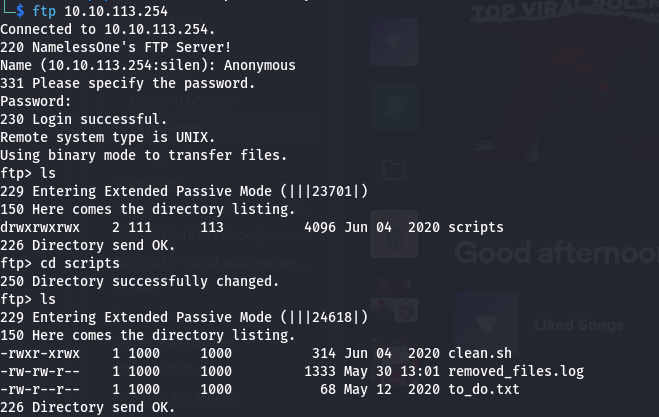 TOP VIRAL POLSK
└─$ ftp 10.10.113.254
Connected to 10.10.113.254.
220 NamelessOne's FTP Server!
Name (10.10.113.254:silen): Anonymous
331 Please specify the password.
Password:
ConvertMyVideo
230 Login successful.
Remote system type is UNIX.
Using binary mode to transfer files.
ftp> ls
229 Entering Extended Passive Mode (|||23701|)
150 Here comes the directory listing.
drwxrwxrwx    2 111      113          4096 Jun 04  2020 scripts
226 Directory send OK.
Good afternoon
ftp> cd scripts
250 Directory successfully changed.
ftp> ls
229 Entering Extended Passive Mode (|||24618|)
Liked Songs
150 Here comes the directory listing.
-rwxr-xrwx    1 1000     1000          314 Jun 04  2020 clean.sh
-rw-rw-r--    1 1000     1000         1333 May 30 13:01 removed_files.log
-rw-r--r--    1 1000     1000           68 May 12  2020 to_do.txt
226 Directory send OK.